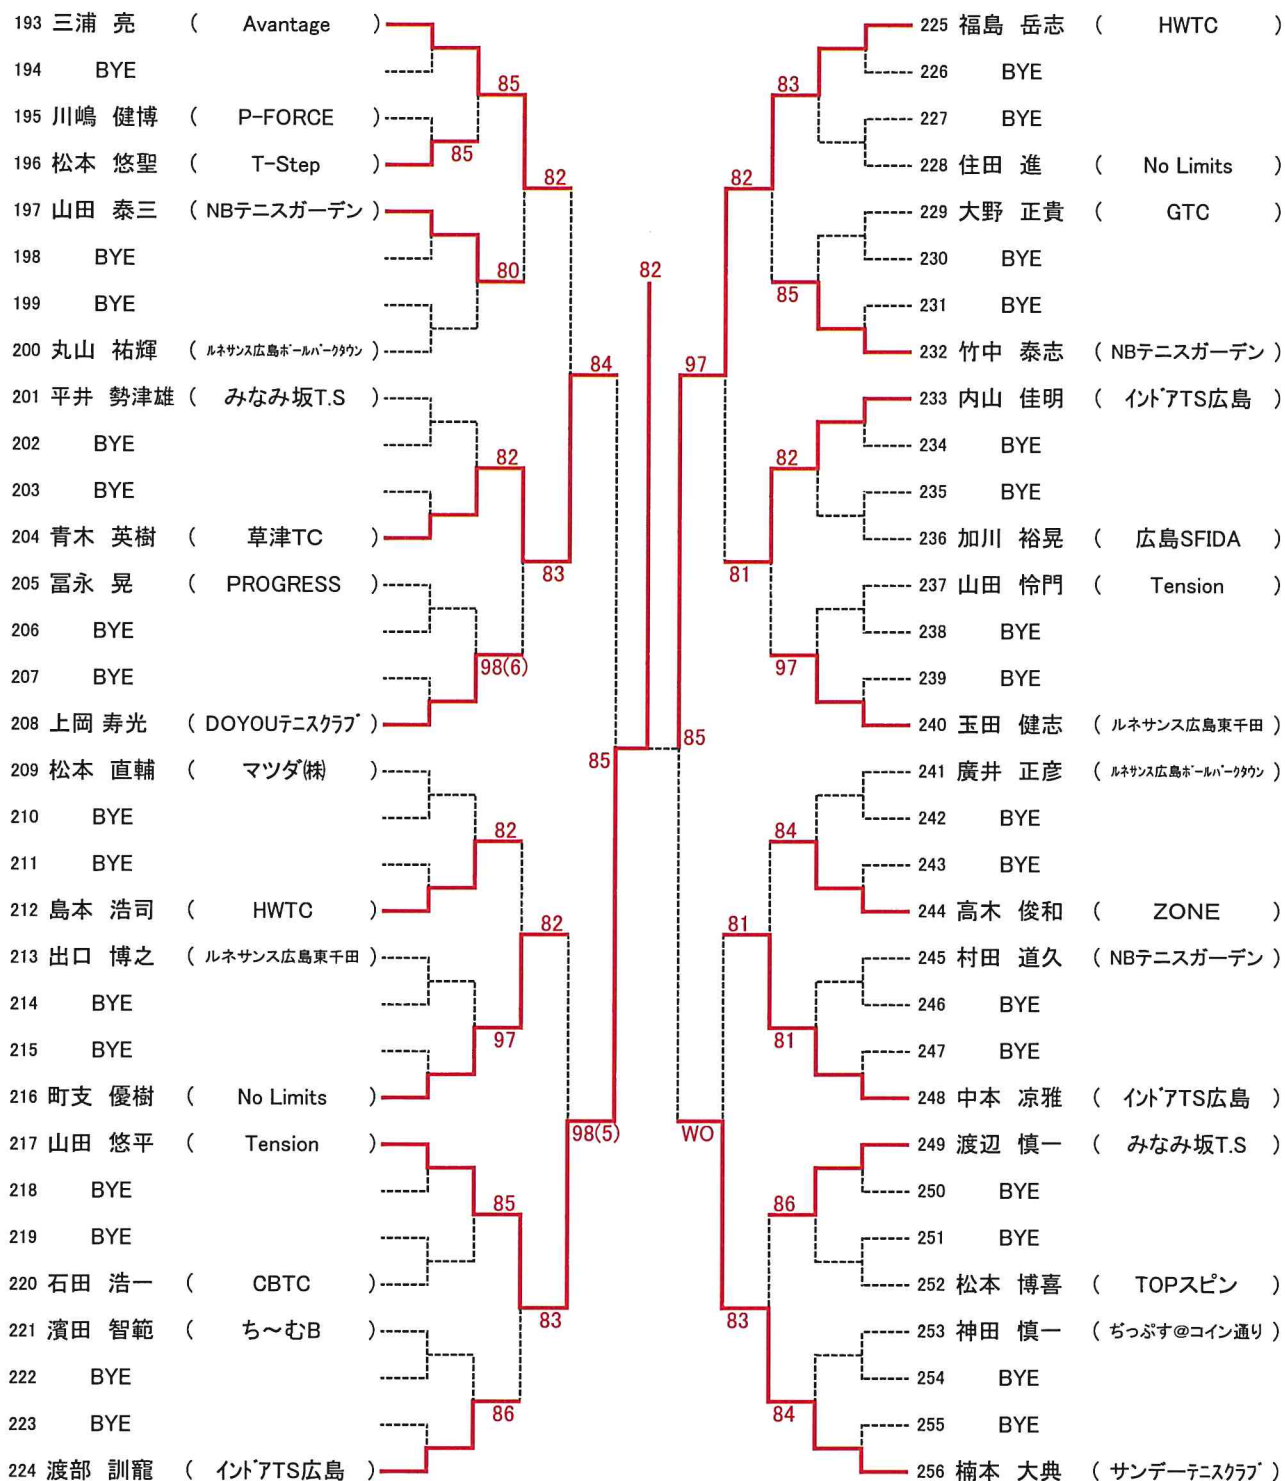 193 三浦 亮 ( Avantage )
194 BYE
195 川嶋 健博 ( P-FORCE )
196 松本 悠聖 ( T-Step )
197 山田 泰三 ( NBテニスガーデン )
198 BYE
199 BYE
200 丸山 祐輝 ( ルネサンス広島ボールパークタウン )
201 平井 勢津雄 ( みなみ坂T.S )
202 BYE
203 BYE
204 青木 英樹 ( 草津TC )
205 冨永 晃 ( PROGRESS )
206 BYE
207 BYE
208 上岡 寿光 ( DOYOUテニスクラブ )
209 松本 直輔 ( マツダ㈱ )
210 BYE
211 BYE
212 島本 浩司 ( HWTC )
213 出口 博之 ( ルネサンス広島東千田 )
214 BYE
215 BYE
216 町支 優樹 ( No Limits )
217 山田 悠平 ( Tension )
218 BYE
219 BYE
220 石田 浩一 ( CBTC )
221 濱田 智範 ( ち～むB )
222 BYE
223 BYE
224 渡部 訓寵 ( インドアTS広島 )
85
85
80
82
98(6)
82
97
85
86
82
83
82
83
84
98(5)
85
82
85
97
WO
82
81
81
83
83
85
82
97
84
81
86
84
225 福島 岳志 ( HWTC )
226 BYE
227 BYE
228 住田 進 ( No Limits )
229 大野 正貴 ( GTC )
230 BYE
231 BYE
232 竹中 泰志 ( NBテニスガーデン )
233 内山 佳明 ( インドアTS広島 )
234 BYE
235 BYE
236 加川 裕晃 ( 広島SFIDA )
237 山田 怜門 ( Tension )
238 BYE
239 BYE
240 玉田 健志 ( ルネサンス広島東千田 )
241 廣井 正彦 ( ルネサンス広島ボールパークタウン )
242 BYE
243 BYE
244 高木 俊和 ( ZONE )
245 村田 道久 ( NBテニスガーデン )
246 BYE
247 BYE
248 中本 凉雅 ( インドアTS広島 )
249 渡辺 慎一 ( みなみ坂T.S )
250 BYE
251 BYE
252 松本 博喜 ( TOPスピン )
253 神田 慎一 ( ぢっぷす@コイン通り )
254 BYE
255 BYE
256 楠本 大典 ( サンデーテニスクラブ )